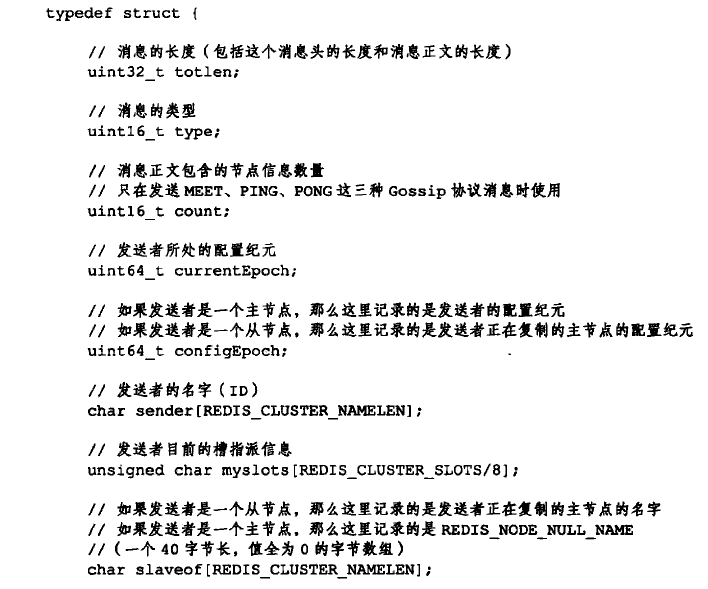 typedef struct {
// 消息的长度（包括这个消息头的长度和消息正文的长度）
uint32_t totlen;
// 消息的类型
uint16_t type;
// 消息正文包含的节点信息数量
// 只在发送 MEET、PING、PONG 这三种 Gossip 协议消息时使用
uint16_t count;
// 发送者所处的配置纪元
uint64_t currentEpoch;
// 如果发送者是一个主节点，那么这里记录的是发送者的配置纪元
// 如果发送者是一个从节点，那么这里记录的是发送者正在复制的主节点的配置纪元
uint64_t configEpoch;
// 发送者的名字（ID）
char sender[REDIS_CLUSTER_NAMELEN];
// 发送者目前的槽指派信息
unsigned char myslots[REDIS_CLUSTER_SLOTS/8];
// 如果发送者是一个从节点，那么这里记录的是发送者正在复制的主节点的名字
// 如果发送者是一个主节点，那么这里记录的是 REDIS_NODE_NULL_NAME
//（一个 40 字节长，值全为 0 的字节数组）
char slaveof[REDIS_CLUSTER_NAMELEN];